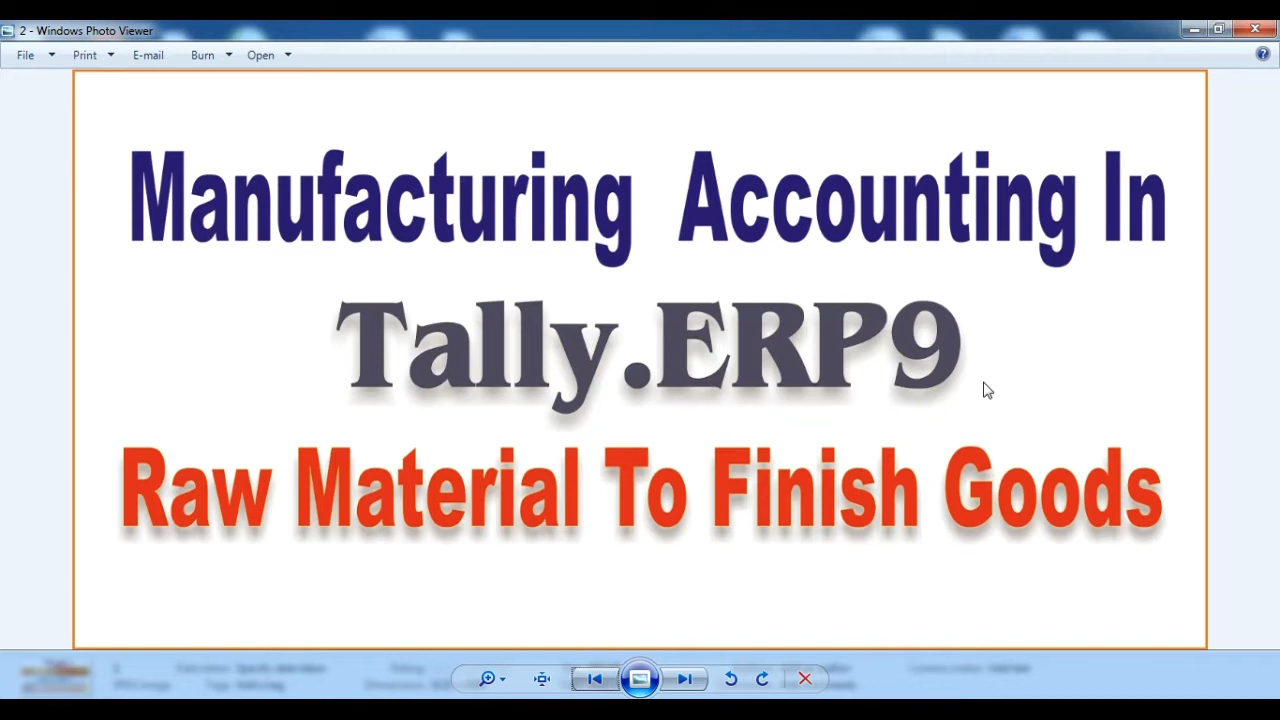 2 - Windows Photo Viewer
File Print E-mail Burn Open
Manufacturing Accounting In
Tally.ERP9
Raw Material To Finish Goods